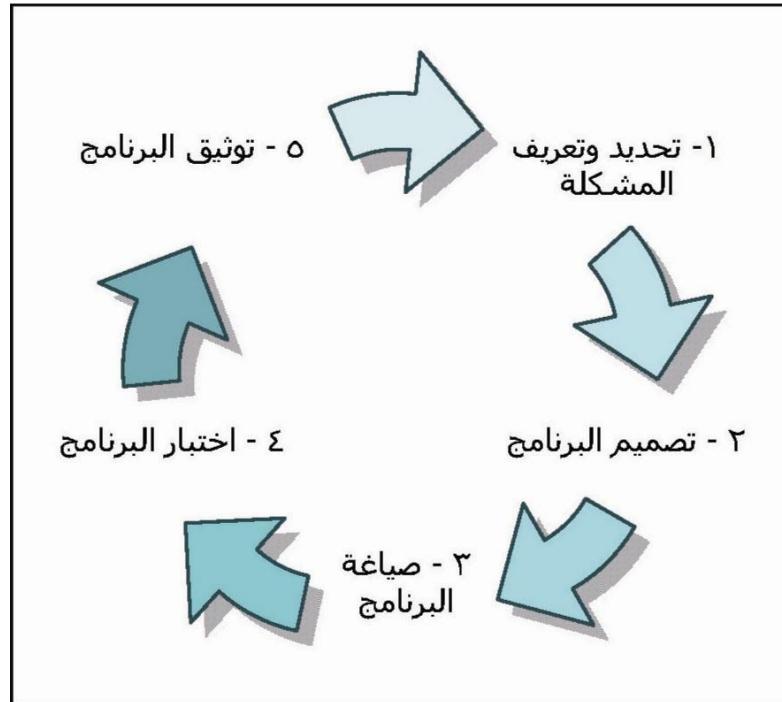 ١- تحديد وتعريف
المشكلة
٢ - تصميم البرنامج
٣ - صياغة
البرنامج
٤ - اختبار البرنامج
٥ - توثيق البرنامج